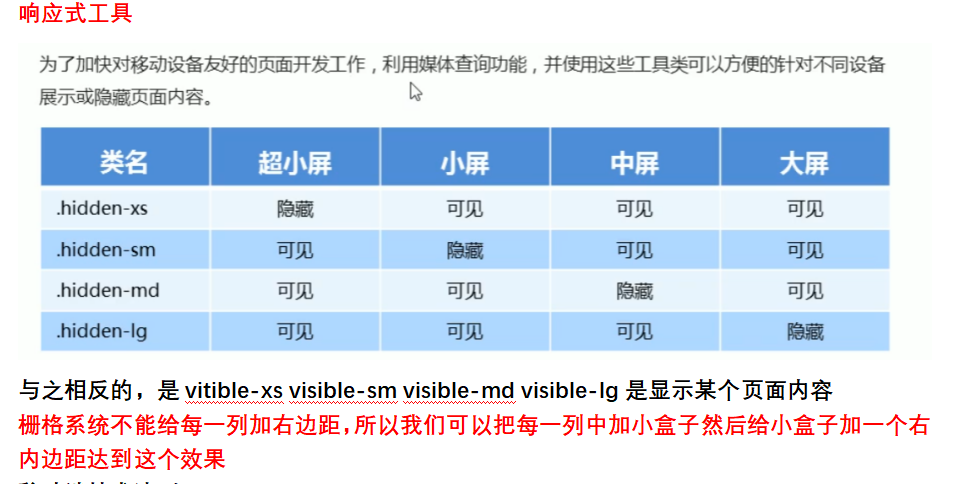 响应式工具
为了加快对移动设备友好的页面开发工作，利用媒体查询功能，并使用这些工具类可以方便的针对不同设备
展示或隐藏页面内容。
类名 超小屏 小屏 中屏 大屏
.hidden-xs 隐藏 可见 可见 可见
.hidden-sm 可见 隐藏 可见 可见
.hidden-md 可见 可见 隐藏 可见
.hidden-lg 可见 可见 可见 隐藏
与之相反的，是 vitible-xs visible-sm visible-md visible-lg 是显示某个页面内容
栅格系统不能给每一列加右边距,所以我们可以把每一列中加小盒子然后给小盒子加一个右
内边距达到这个效果